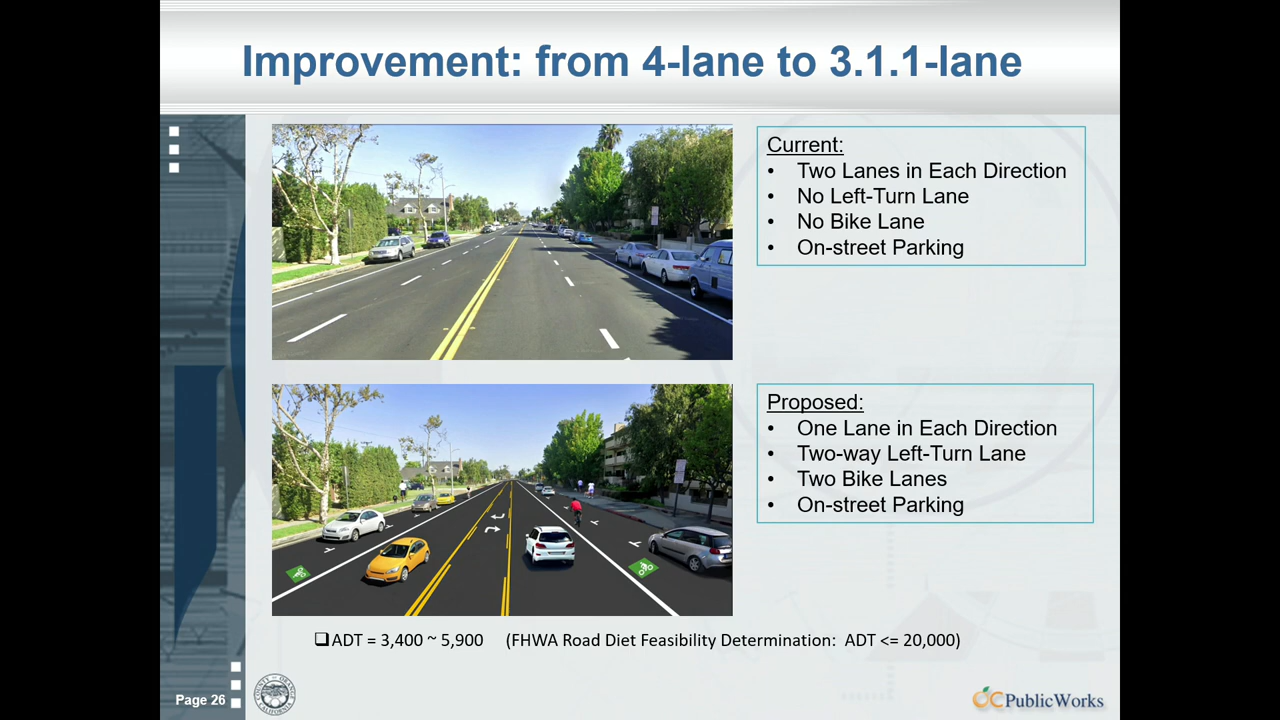 Improvement: from 4-lane to 3.1.1-lane
Current:
• Two Lanes in Each Direction
• No Left-Turn Lane
• No Bike Lane
• On-street Parking
Proposed:
• One Lane in Each Direction
• Two-way Left-Turn Lane
• Two Bike Lanes
• On-street Parking
❑ADT = 3,400 ~ 5,900 (FHWA Road Diet Feasibility Determination: ADT <= 20,000)
Page 26
OCPublicWorks